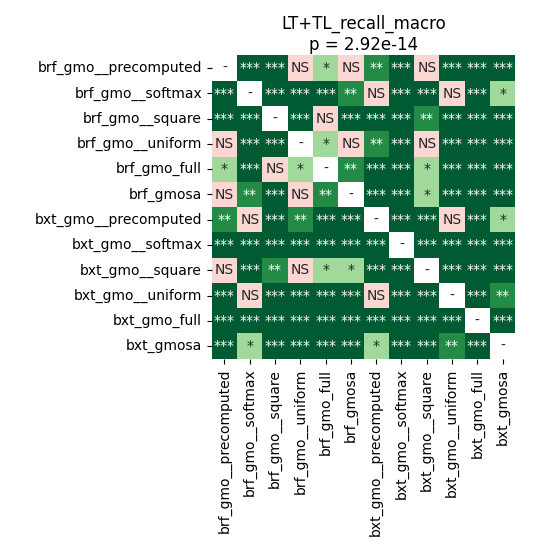 LT+TL_recall_macro
p = 2.92e-14
brf_gmo__precomputed - *** *** NS * NS ** *** NS *** *** ***
brf_gmo__softmax *** - *** *** *** ** NS *** *** NS *** *
brf_gmo__square *** *** - *** NS *** *** *** ** *** *** ***
brf_gmo__uniform NS *** *** - * NS ** *** NS *** *** ***
brf_gmo_full * *** NS * - ** *** *** * *** *** ***
brf_gmosa NS ** *** NS ** - *** *** * *** *** ***
bxt_gmo__precomputed ** NS *** ** *** *** - *** *** NS *** *
bxt_gmo__softmax *** *** *** *** *** *** *** - *** *** *** ***
bxt_gmo__square NS *** ** NS * * *** *** - *** *** ***
bxt_gmo__uniform *** NS *** *** *** *** NS *** *** - *** **
bxt_gmo_full *** *** *** *** *** *** *** *** *** *** - ***
bxt_gmosa *** * *** *** *** *** * *** *** ** *** -
brf_gmo__precomputed
brf_gmo__softmax
brf_gmo__square
brf_gmo__uniform
brf_gmo_full
brf_gmosa
bxt_gmo__precomputed
bxt_gmo__softmax
bxt_gmo__square
bxt_gmo__uniform
bxt_gmo_full
bxt_gmosa